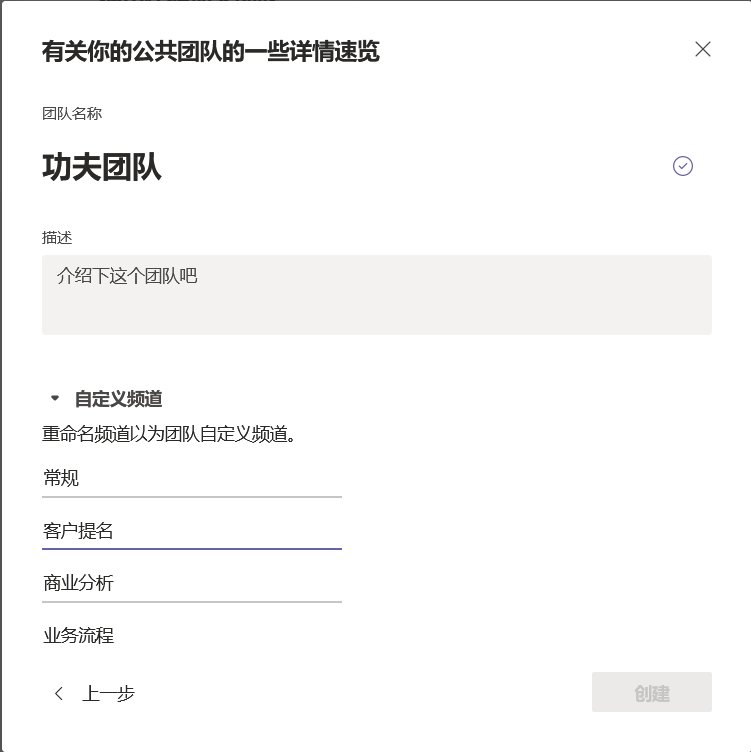 有关你的公共团队的一些详情速览
团队名称
功夫团队
描述
介绍下这个团队吧
自定义频道
重命名频道以为团队自定义频道。
常规
客户提名
商业分析
业务流程
上一步
创建